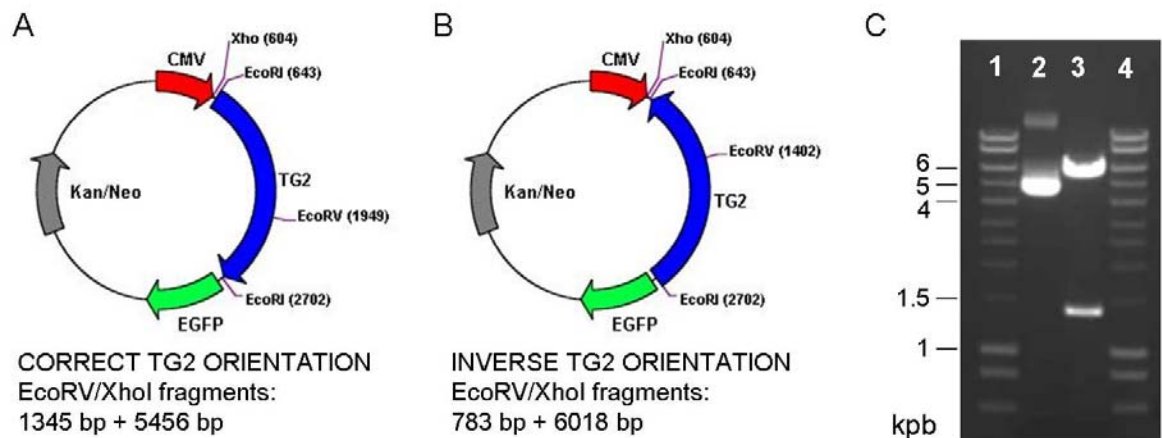 A
Xho (604)
CMV
EcoRI (643)
TG2
Kan/Neo
EcoRV (1949)
EcoRI (2702)
EGFP
CORRECT TG2 ORIENTATION
EcoRV/XhoI fragments:
1345 bp + 5456 bp
B
Xho (604)
CMV
EcoRI (643)
EcoRV (1402)
Kan/Neo
TG2
EcoRI (2702)
EGFP
INVERSE TG2 ORIENTATION
EcoRV/XhoI fragments:
783 bp + 6018 bp
C
1 2 3 4
6
5
4
1.5
1
kpb